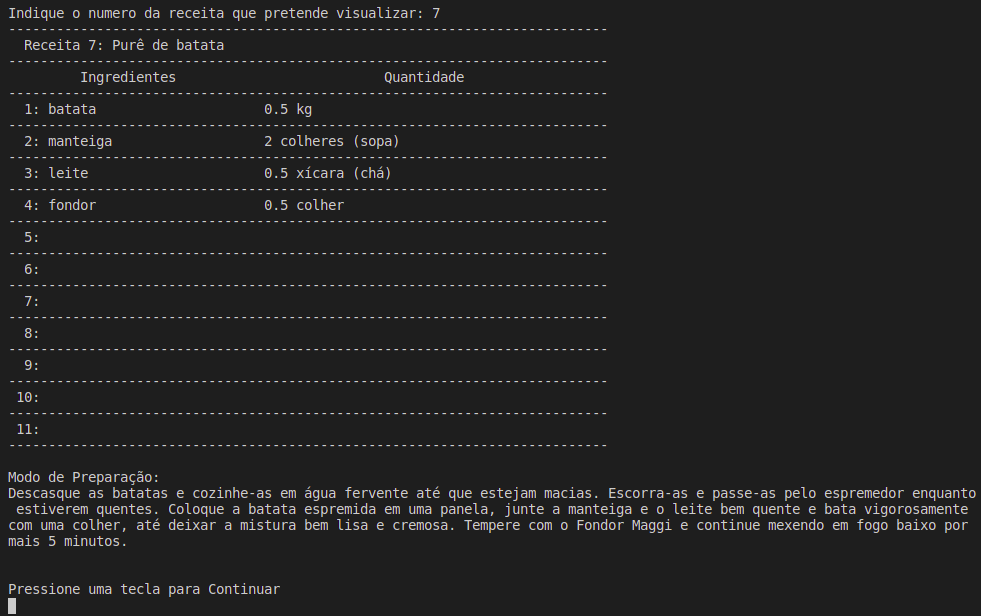 Indique o numero da receita que pretende visualizar: 7
---------------------------------------------------------------------------
  Receita 7: Purê de batata
---------------------------------------------------------------------------
         Ingredientes                          Quantidade
---------------------------------------------------------------------------
  1: batata                     0.5 kg
---------------------------------------------------------------------------
  2: manteiga                   2 colheres (sopa)
---------------------------------------------------------------------------
  3: leite                      0.5 xícara (chá)
---------------------------------------------------------------------------
  4: fondor                     0.5 colher
---------------------------------------------------------------------------
  5:
---------------------------------------------------------------------------
  6:
---------------------------------------------------------------------------
  7:
---------------------------------------------------------------------------
  8:
---------------------------------------------------------------------------
  9:
---------------------------------------------------------------------------
 10:
---------------------------------------------------------------------------
 11:
---------------------------------------------------------------------------

Modo de Preparação:
Descasque as batatas e cozinhe-as em água fervente até que estejam macias. Escorra-as e passe-as pelo espremedor enquanto
 estiverem quentes. Coloque a batata espremida em uma panela, junte a manteiga e o leite bem quente e bata vigorosamente
com uma colher, até deixar a mistura bem lisa e cremosa. Tempere com o Fondor Maggi e continue mexendo em fogo baixo por
mais 5 minutos.

Pressione uma tecla para Continuar